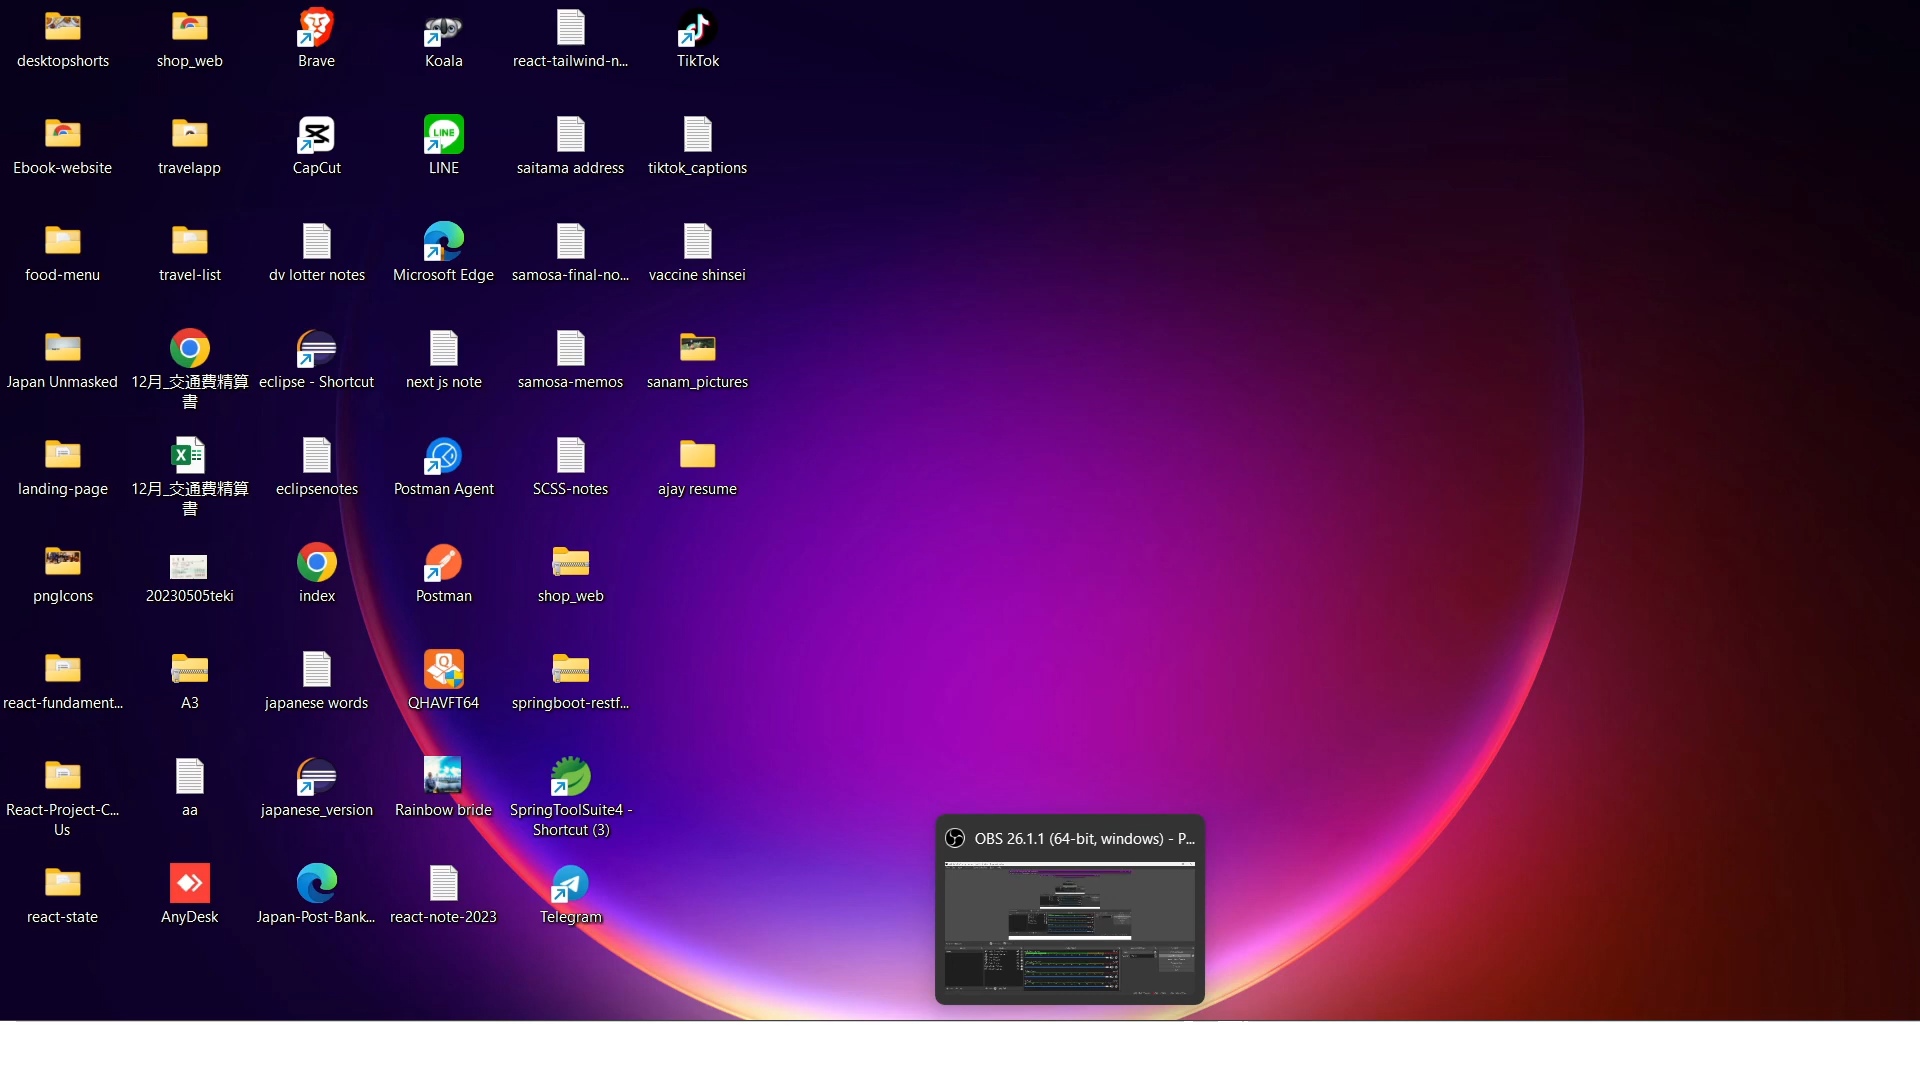 desktopshorts
shop_web
Brave
Koala
react-tailwind-n...
TikTok
Ebook-website
travelapp
CapCut
LINE
saitama address
tiktok_captions
food-menu
travel-list
dv lotter notes
Microsoft Edge
samosa-final-no...
vaccine shinsei
Japan Unmasked
12月_交通費精算
書
eclipse - Shortcut
next js note
samosa-memos
sanam_pictures
landing-page
12月_交通費精算
書
eclipsenotes
Postman Agent
SCSS-notes
ajay resume
pngIcons
20230505teki
index
Postman
shop_web
react-fundament...
A3
japanese words
QHAVFT64
springboot-restf...
React-Project-C...
Us
aa
japanese_version
Rainbow bride
SpringToolSuite4 -
Shortcut (3)
OBS 26.1.1 (64-bit, windows) - P...
react-state
AnyDesk
Japan-Post-Bank...
react-note-2023
Telegram